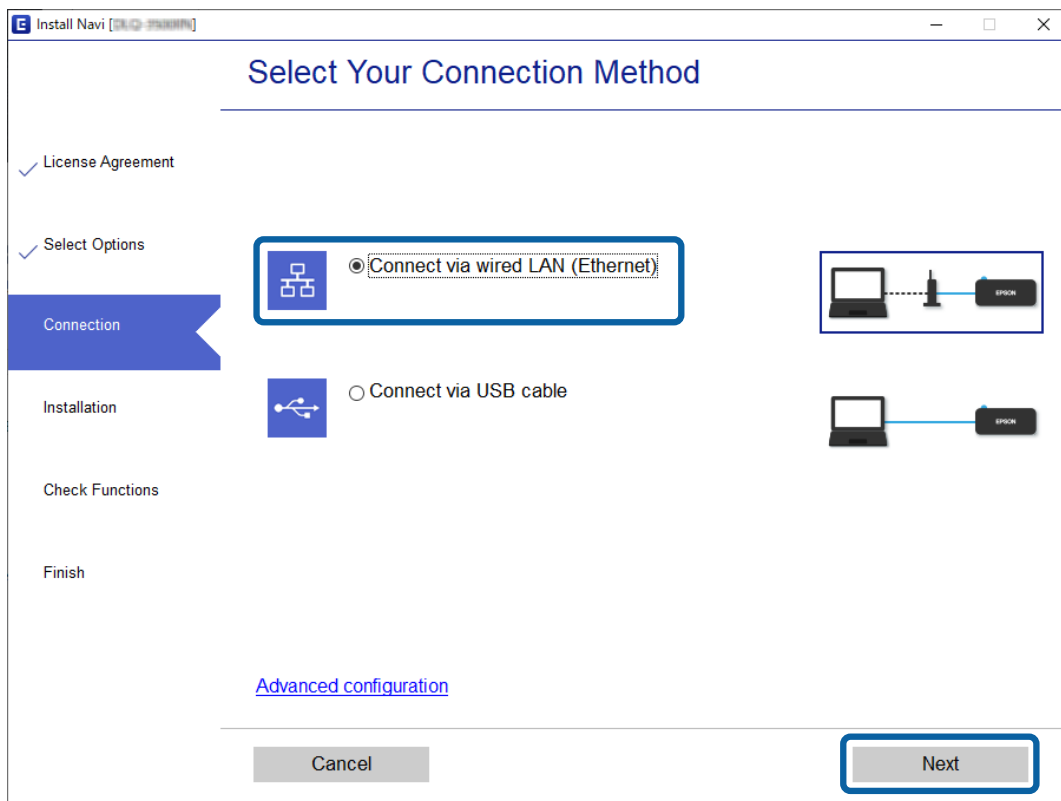 Install Navi [
Select Your Connection Method
License Agreement
Select Options
Connection
Installation
Check Functions
Finish
Connect via wired LAN (Ethernet)
EPSON
Connect via USB cable
EPSON
Advanced configuration
Cancel
Next